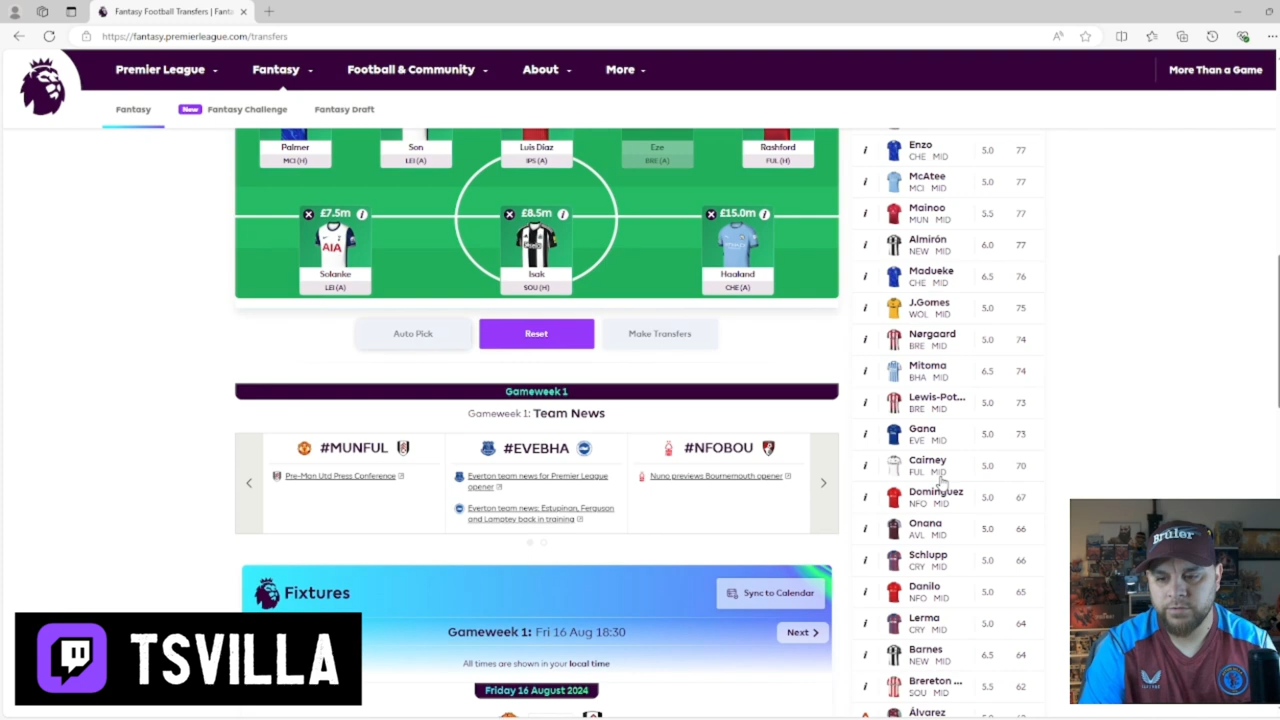 Fantasy Football Transfers | Fanta
https://fantasy.premierleague.com/transfers
Premier League
Fantasy
Football & Community
About
More
More Than a Game
Fantasy
New
Fantasy Challenge
Fantasy Draft
Palmer
MCI (H)
Son
LEI (A)
Luis Díaz
IPS (A)
Eze
BRE (A)
Rashford
FUL (H)
£7.5m
AIA
Solanke
LEI (A)
£8.5m
Isak
SOU (H)
£15.0m
Haaland
CHE (A)
Auto Pick
Reset
Make Transfers
Gameweek 1
Gameweek 1: Team News
#MUNFUL
Pre-Man Utd Press Conference
#EVEBHA
Everton team news for Premier League
opener
Everton team news: Estupinan, Ferguson
and Lamptey back in training
#NFOBOU
Nuno previews Bournemouth opener
Fixtures
Sync to Calendar
Gameweek 1: Fri 16 Aug 18:30
Next
All times are shown in your local time
Friday 16 August 2024
Enzo
CHE MID
5.0 77
McAtee
MCI MID
5.0 77
Mainoo
MUN MID
5.5 77
Almirón
NEW MID
6.0 77
Madueke
CHE MID
6.5 76
J.Gomes
WOL MID
5.0 75
Nørgaard
BRE MID
5.0 74
Mitoma
BHA MID
6.5 74
Lewis-Pot...
BRE MID
5.0 73
Gana
EVE MID
5.0 73
Cairney
FUL MID
5.0 70
Domínguez
NFO MID
5.0 67
Onana
AVL MID
5.0 66
Schlupp
CRY MID
5.0 66
Danilo
NFO MID
5.0 65
Lerma
CRY MID
5.0 64
Barnes
NEW MID
6.5 64
Brereton ...
SOU MID
5.5 62
Álvarez
TSVILLA